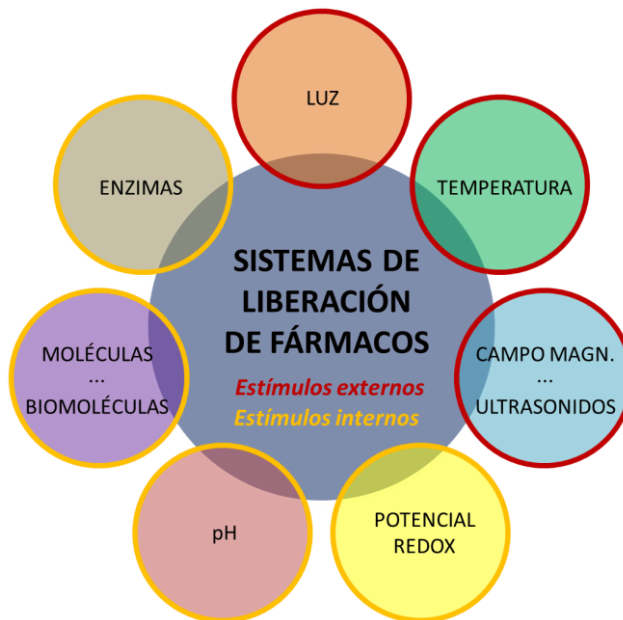 LUZ
TEMPERATURA
CAMPO MAGN.
...
ULTRASONIDOS
POTENCIAL
REDOX
pH
MOLÉCULAS
...
BIOMOLÉCULAS
ENZIMAS
SISTEMAS DE
LIBERACIÓN
DE FÁRMACOS
Estímulos externos
Estímulos internos